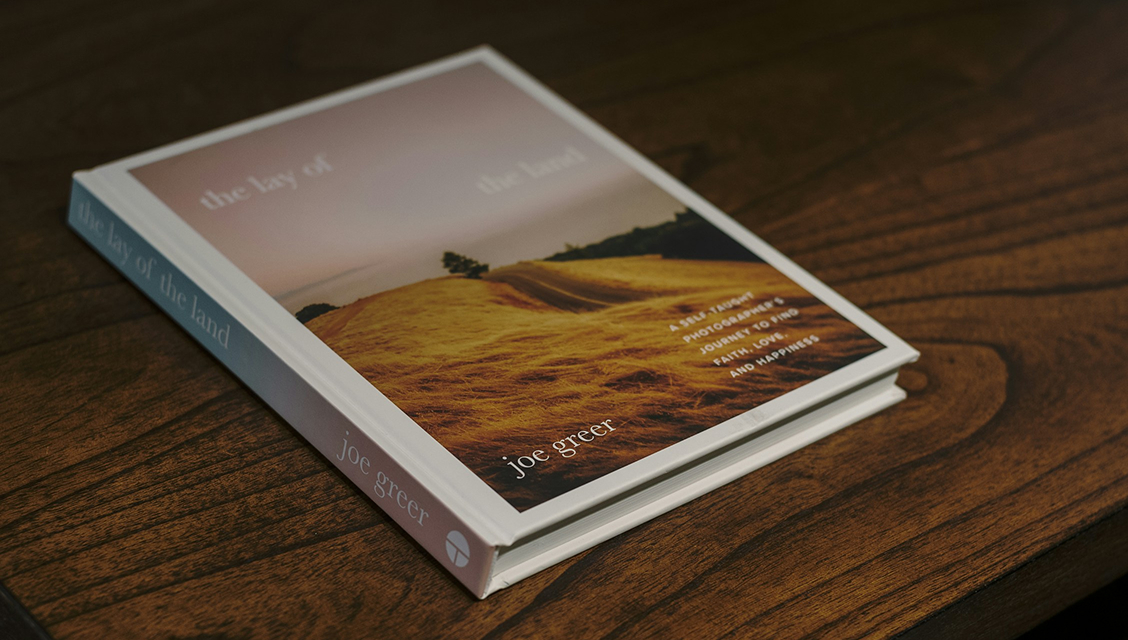 the lay of the land
A SELF-TAUGHT
PHOTOGRAPHER'S
JOURNEY TO FIND
FAITH, LOVE,
AND HAPPINESS
joe greer
the lay of the land
joe greer